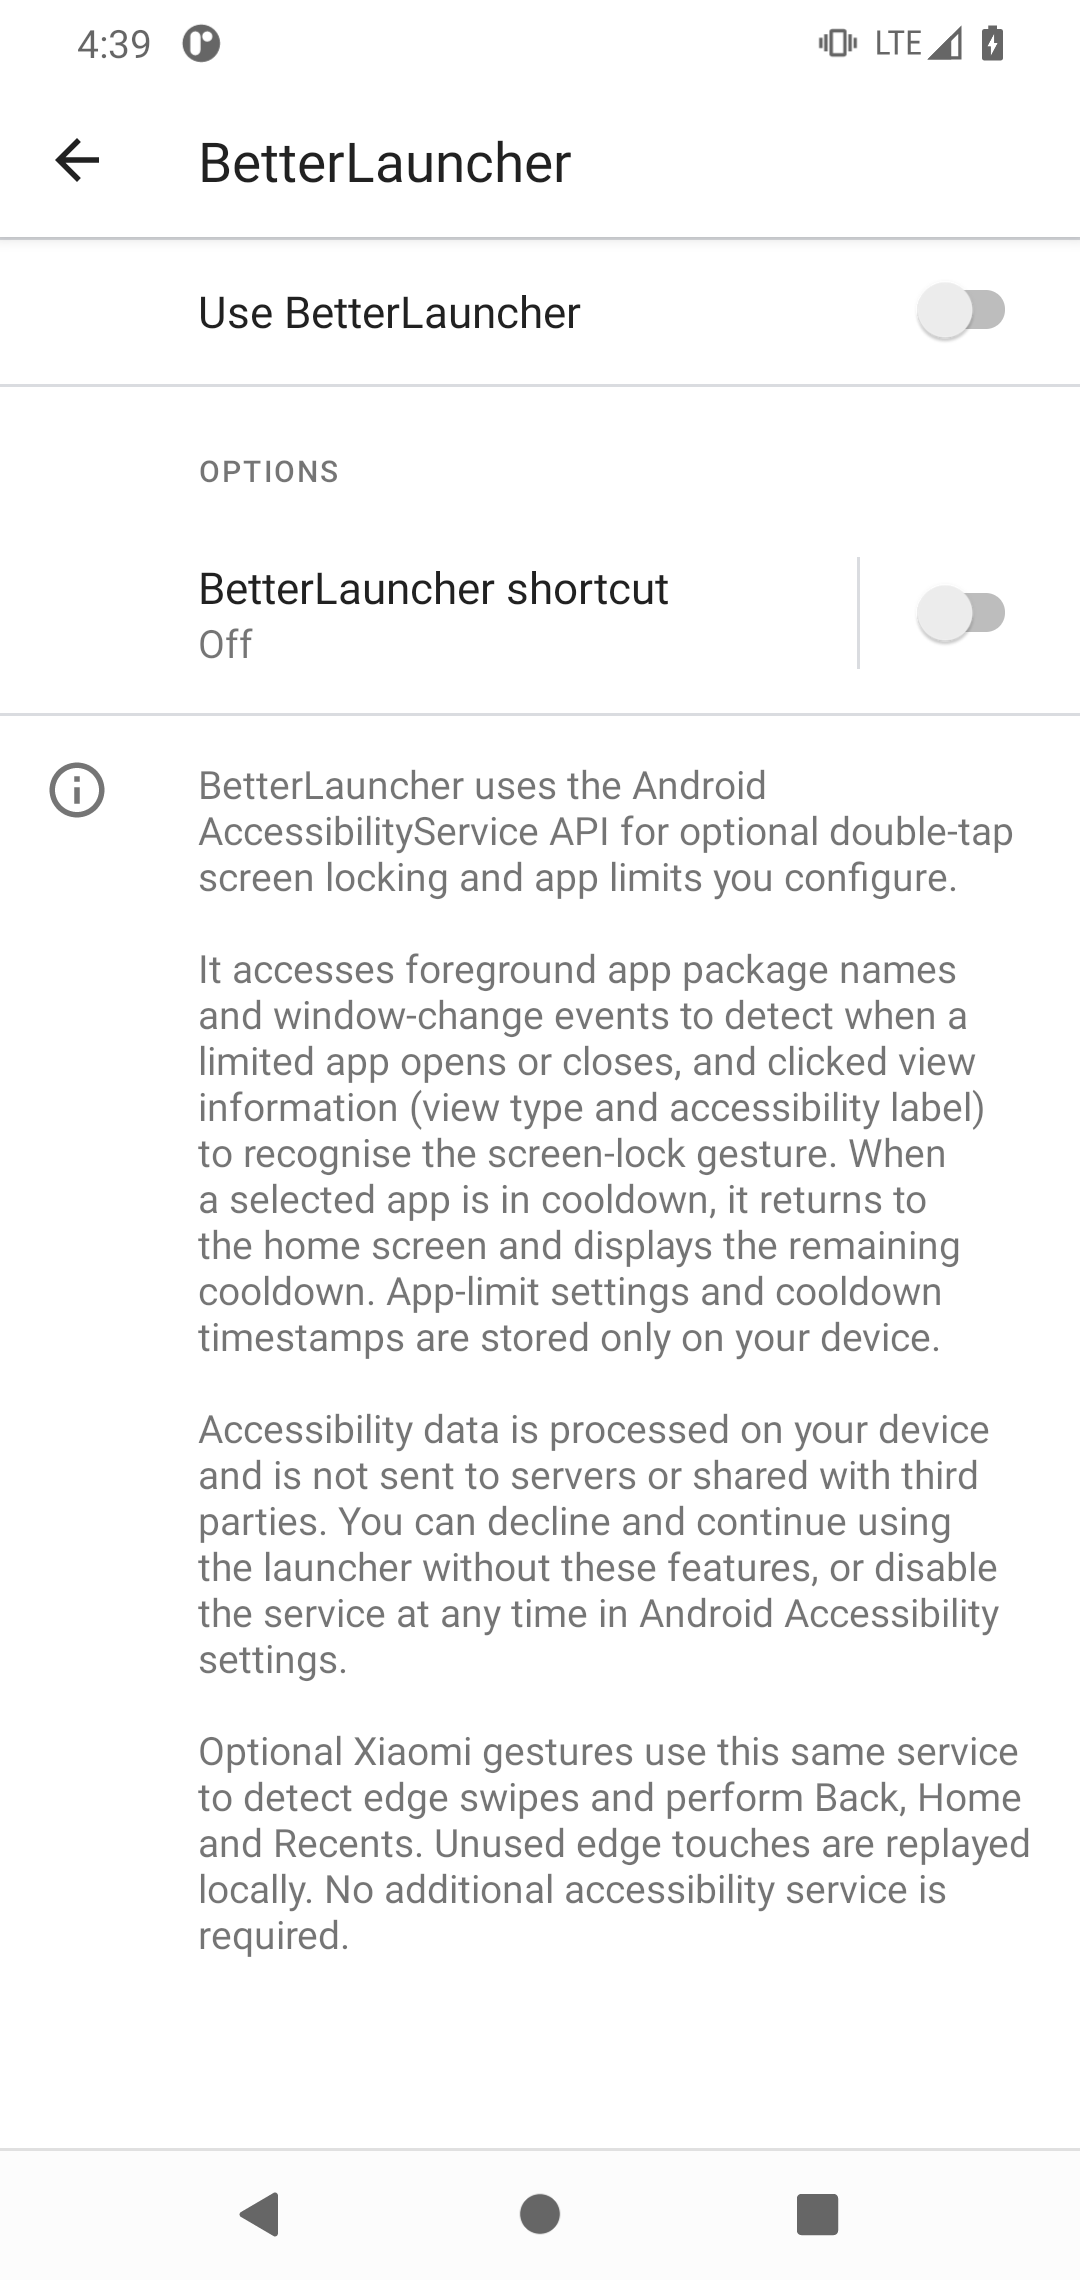 4:39
LTE
BetterLauncher
Use BetterLauncher
OPTIONS
BetterLauncher shortcut
Off
BetterLauncher uses the Android
AccessibilityService API for optional double-tap
screen locking and app limits you configure.
It accesses foreground app package names
and window-change events to detect when a
limited app opens or closes, and clicked view
information (view type and accessibility label)
to recognise the screen-lock gesture. When
a selected app is in cooldown, it returns to
the home screen and displays the remaining
cooldown. App-limit settings and cooldown
timestamps are stored only on your device.
Accessibility data is processed on your device
and is not sent to servers or shared with third
parties. You can decline and continue using
the launcher without these features, or disable
the service at any time in Android Accessibility
settings.
Optional Xiaomi gestures use this same service
to detect edge swipes and perform Back, Home
and Recents. Unused edge touches are replayed
locally. No additional accessibility service is
required.